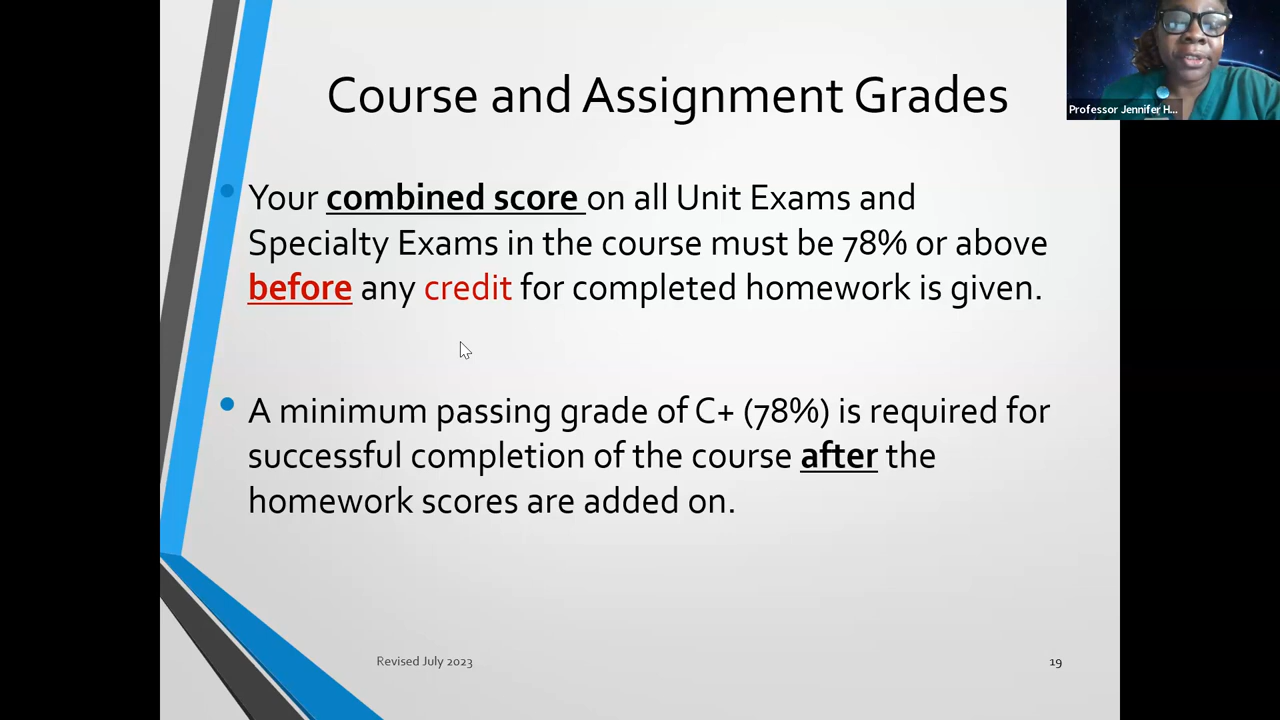 Course and Assignment Grades
Professor Jennifer H...
• Your combined score on all Unit Exams and
Specialty Exams in the course must be 78% or above
before any credit for completed homework is given.
• A minimum passing grade of C+ (78%) is required for
successful completion of the course after the
homework scores are added on.
Revised July 2023
19